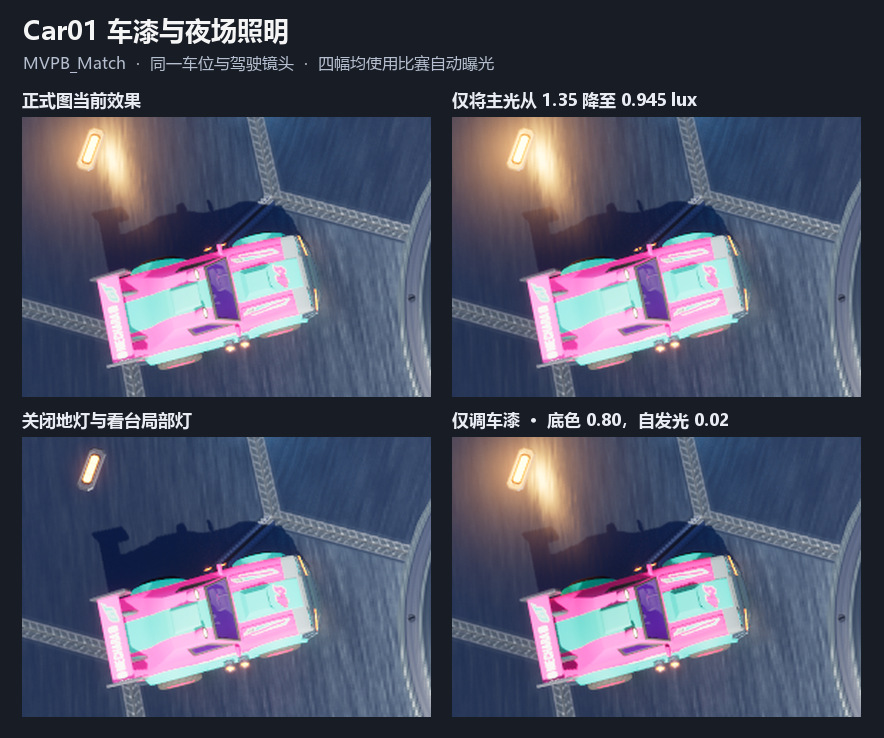 Car01 车漆与夜场照明
MVPB_Match · 同一车位与驾驶镜头 · 四幅均使用比赛自动曝光
正式图当前效果
仅将主光从 1.35 降至 0.945 lux
关闭地灯与看台局部灯
仅调车漆 · 底色 0.80，自发光 0.02